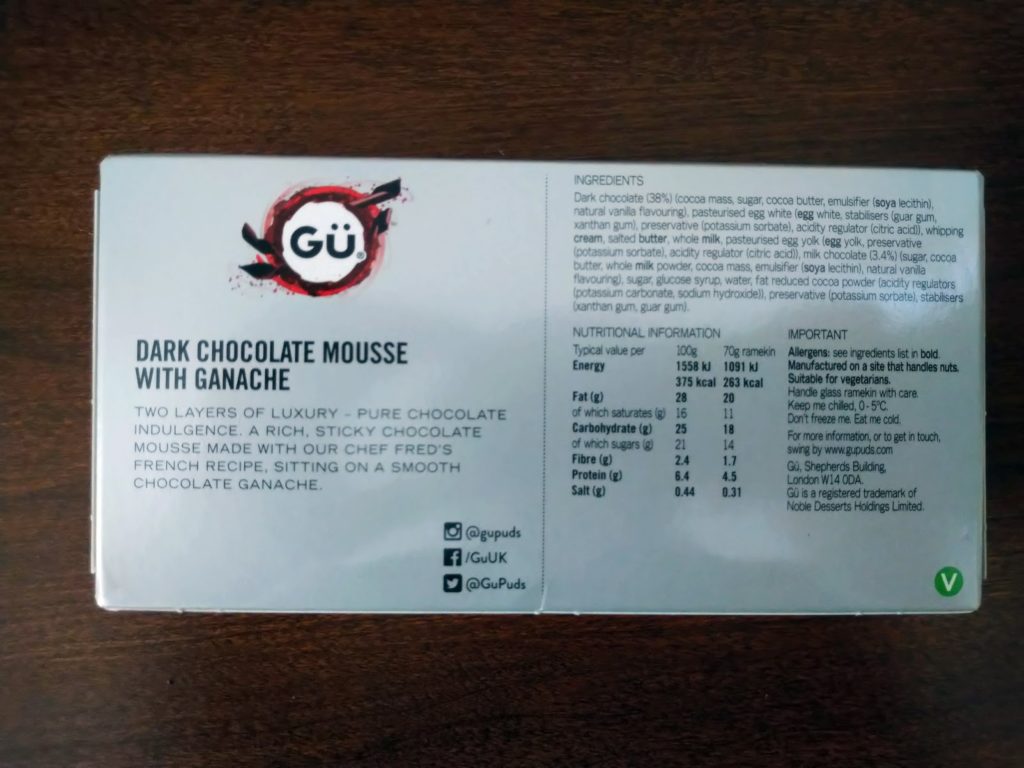 GÜ®
DARK CHOCOLATE MOUSSE
WITH GANACHE
TWO LAYERS OF LUXURY - PURE CHOCOLATE
INDULGENCE. A RICH, STICKY CHOCOLATE
MOUSSE MADE WITH OUR CHEF FRED'S
FRENCH RECIPE, SITTING ON A SMOOTH
CHOCOLATE GANACHE.
@gupuds
/GuUK
@GuPuds
INGREDIENTS
Dark chocolate (38%) (cocoa mass, sugar, cocoa butter, emulsifier (soya lecithin),
natural vanilla flavouring), pasteurised egg white (egg white, stabilisers (guar gum,
xanthan gum), preservative (potassium sorbate), acidity regulator (citric acid)), whipping
cream, salted butter, whole milk, pasteurised egg yolk (egg yolk, preservative
(potassium sorbate), acidity regulator (citric acid)), milk chocolate (3.4%) (sugar, cocoa
butter, whole milk powder, cocoa mass, emulsifier (soya lecithin), natural vanilla
flavouring), sugar, glucose syrup, water, fat reduced cocoa powder (acidity regulators
(potassium carbonate, sodium hydroxide)), preservative (potassium sorbate), stabilisers
(xanthan gum, guar gum).
NUTRITIONAL INFORMATION
Typical value per 100g 70g ramekin
Energy 1558 kJ 1091 kJ
375 kcal 263 kcal
Fat (g) 28 20
of which saturates (g) 16 11
Carbohydrate (g) 25 18
of which sugars (g) 21 14
Fibre (g) 2.4 1.7
Protein (g) 6.4 4.5
Salt (g) 0.44 0.31
IMPORTANT
Allergens: see ingredients list in bold.
Manufactured on a site that handles nuts.
Suitable for vegetarians.
Handle glass ramekin with care.
Keep me chilled, 0-5°C.
Don't freeze me. Eat me cold.
For more information, or to get in touch,
swing by www.gupuds.com
Gü, Shepherds Building,
London W14 0DA.
Gü is a registered trademark of
Noble Desserts Holdings Limited.
V